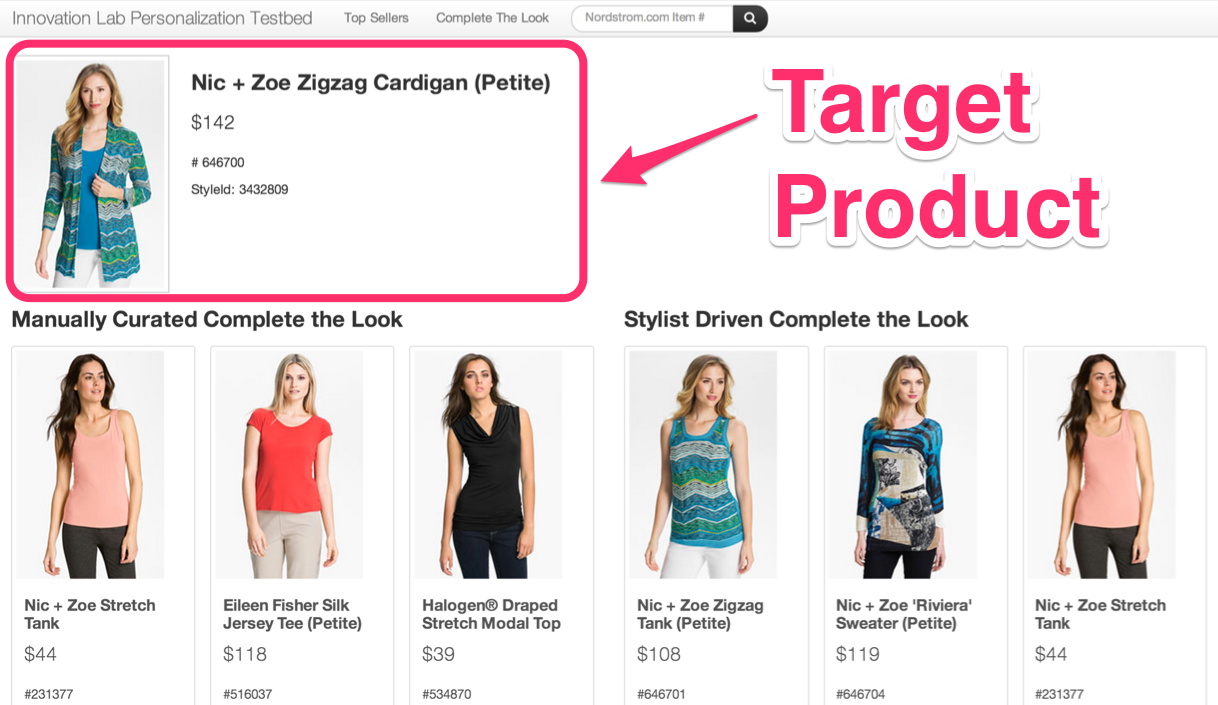 Innovation Lab Personalization Testbed Top Sellers Complete The Look Nordstrom.com Item #
Nic + Zoe Zigzag Cardigan (Petite)
$142
# 646700
StyleId: 3432809
Target
Product
Manually Curated Complete the Look
Nic + Zoe Stretch
Tank
$44
#231377
Eileen Fisher Silk
Jersey Tee (Petite)
$118
#516037
Halogen® Draped
Stretch Modal Top
$39
#534870
Stylist Driven Complete the Look
Nic + Zoe Zigzag
Tank (Petite)
$108
#646701
Nic + Zoe 'Riviera'
Sweater (Petite)
$119
#646704
Nic + Zoe Stretch
Tank
$44
#231377